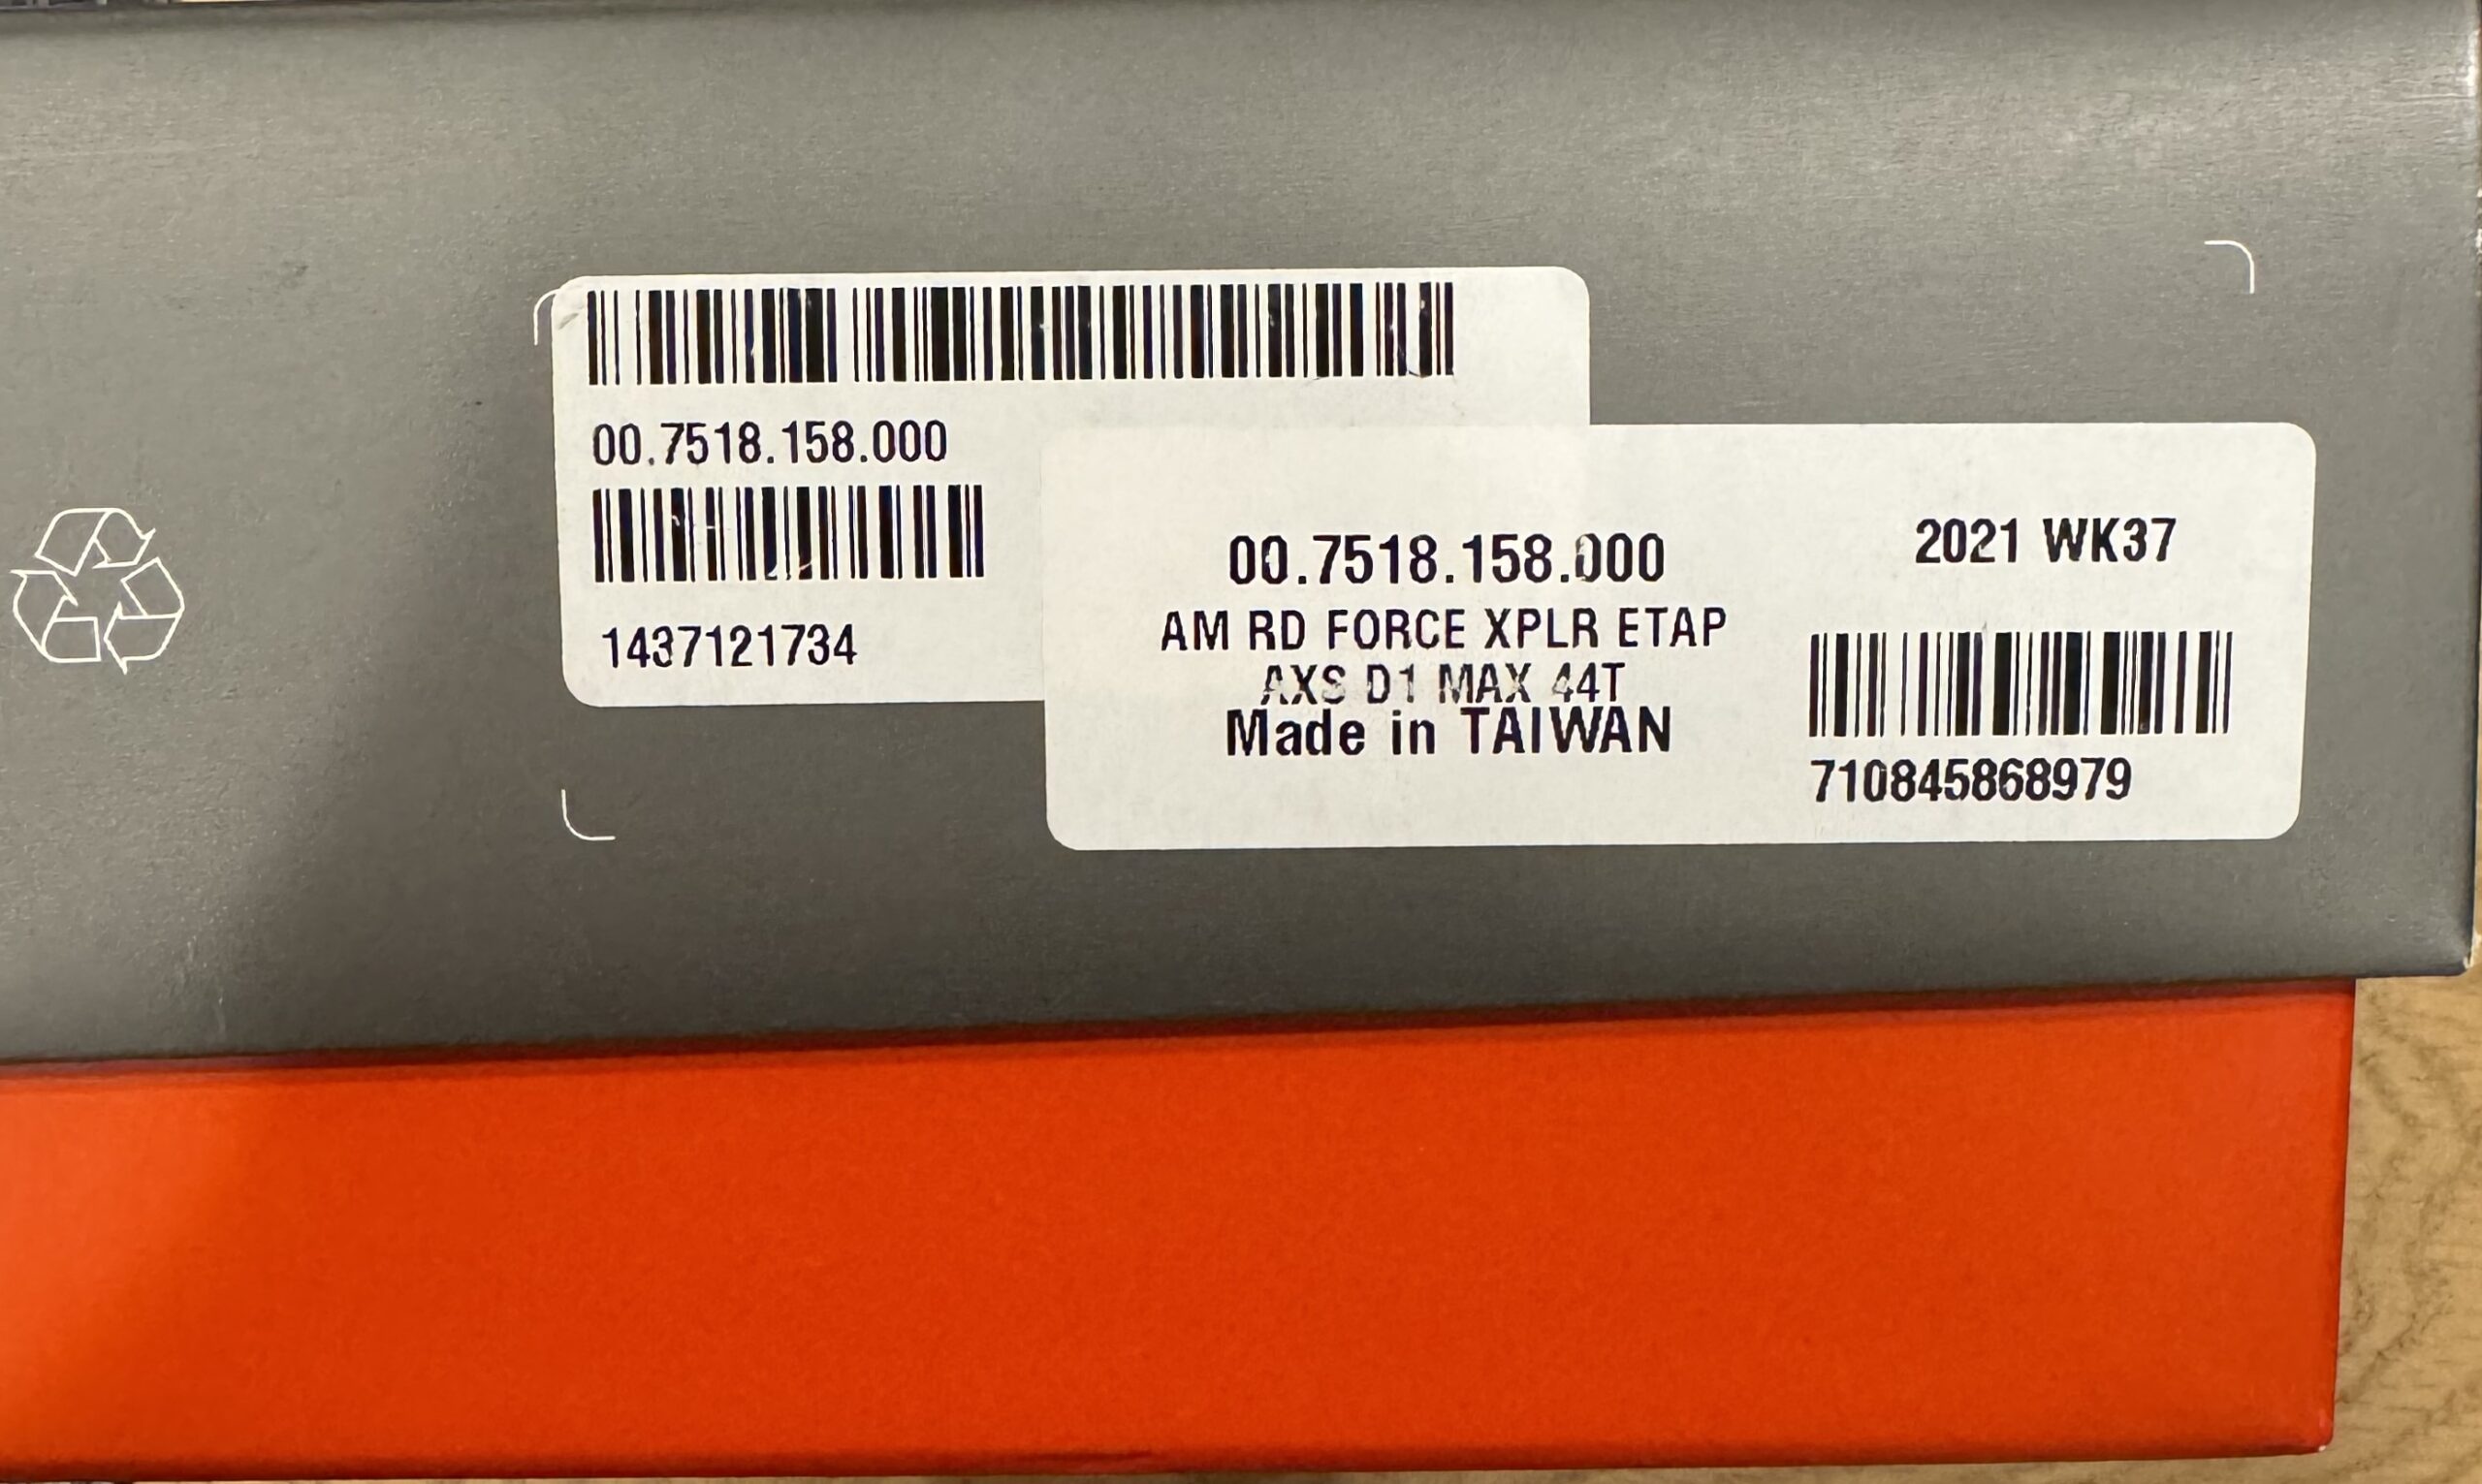 00.7518.158.000
1437121734
00.7518.158.000
AM RD FORCE XPLR ETAP
AXS D1 MAX 44T
Made in TAIWAN
2021 WK37
710845868979